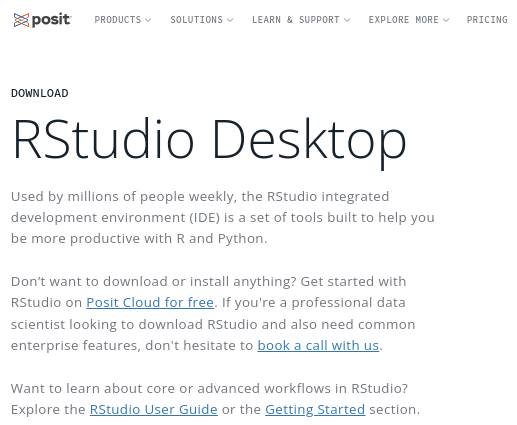 posit
PRODUCTS SOLUTIONS LEARN & SUPPORT EXPLORE MORE PRICING
DOWNLOAD
RStudio Desktop
Used by millions of people weekly, the RStudio integrated
development environment (IDE) is a set of tools built to help you
be more productive with R and Python.
Don’t want to download or install anything? Get started with
RStudio on Posit Cloud for free. If you're a professional data
scientist looking to download RStudio and also need common
enterprise features, don't hesitate to book a call with us.
Want to learn about core or advanced workflows in RStudio?
Explore the RStudio User Guide or the Getting Started section.